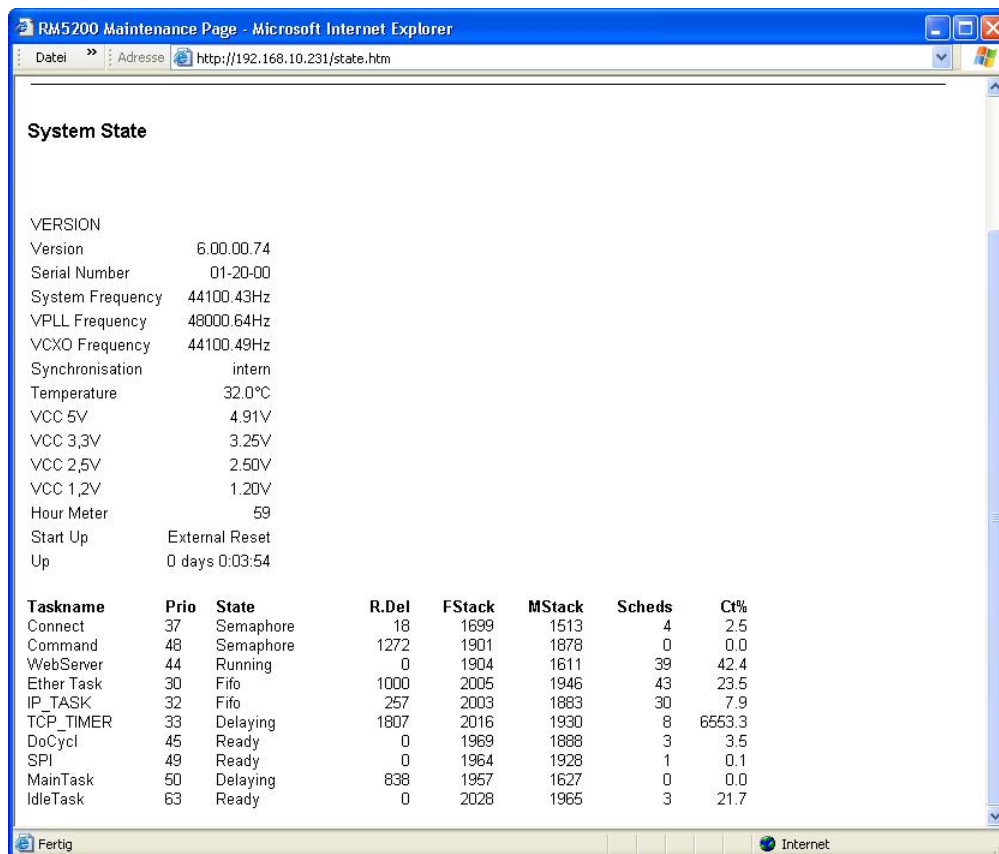 RM5200 Maintenance Page - Microsoft Internet Explorer
Datei » Adresse http://192.168.10.231/state.htm
System State
VERSION
Version 6.00.00.74
Serial Number 01-20-00
System Frequency 44100.43Hz
VPLL Frequency 48000.64Hz
VCXO Frequency 44100.49Hz
Synchronisation intern
Temperature 32.0°C
VCC 5V 4.91V
VCC 3,3V 3.25V
VCC 2,5V 2.50V
VCC 1,2V 1.20V
Hour Meter 59
Start Up External Reset
Up 0 days 0:03:54
Taskname Prio State R.Del FStack MStack Scheds Ct%
Connect 37 Semaphore 18 1699 1513 4 2.5
Command 48 Semaphore 1272 1901 1878 0 0.0
WebServer 44 Running 0 1904 1611 39 42.4
Ether Task 30 Fifo 1000 2005 1946 43 23.5
IP_TASK 32 Fifo 257 2003 1883 30 7.9
TCP_TIMER 33 Delaying 1807 2016 1930 8 6553.3
DoCycl 45 Ready 0 1969 1888 3 3.5
SPI 49 Ready 0 1964 1928 1 0.1
MainTask 50 Delaying 838 1957 1627 0 0.0
IdleTask 63 Ready 0 2028 1965 3 21.7
Fertig Internet